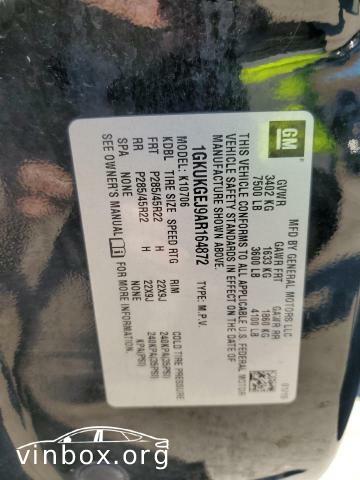 GM
MFD BY GENERAL MOTORS LLC
GVWR GAWR FRT GAWR RR
3402 KG 1633 KG 1860 KG
7500 LB 3600 LB 4100 LB
THIS VEHICLE CONFORMS TO ALL APPLICABLE U.S. FEDERAL MOTOR
VEHICLE SAFETY STANDARDS IN EFFECT ON THE DATE OF
MANUFACTURE SHOWN ABOVE.
1GKUKGEJ9AR164872 TYPE: M.P.V.
MODEL: K10706
KDBL TIRE SIZE SPEED RTG RIM COLD TIRE PRESSURE
FRT P285/45R22 H 22X9J 240KPA(35PSI)
RR P285/45R22 H 22X9J 240KPA(35PSI)
SPA NONE NONE KPA(PSI)
SEE OWNER'S MANUAL
vinbox.org